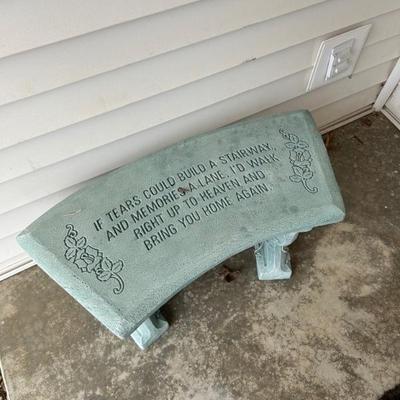 IF TEARS COULD BUILD A STAIRWAY,
AND MEMORIES A LANE, I'D WALK
RIGHT UP TO HEAVEN AND
BRING YOU HOME AGAIN.